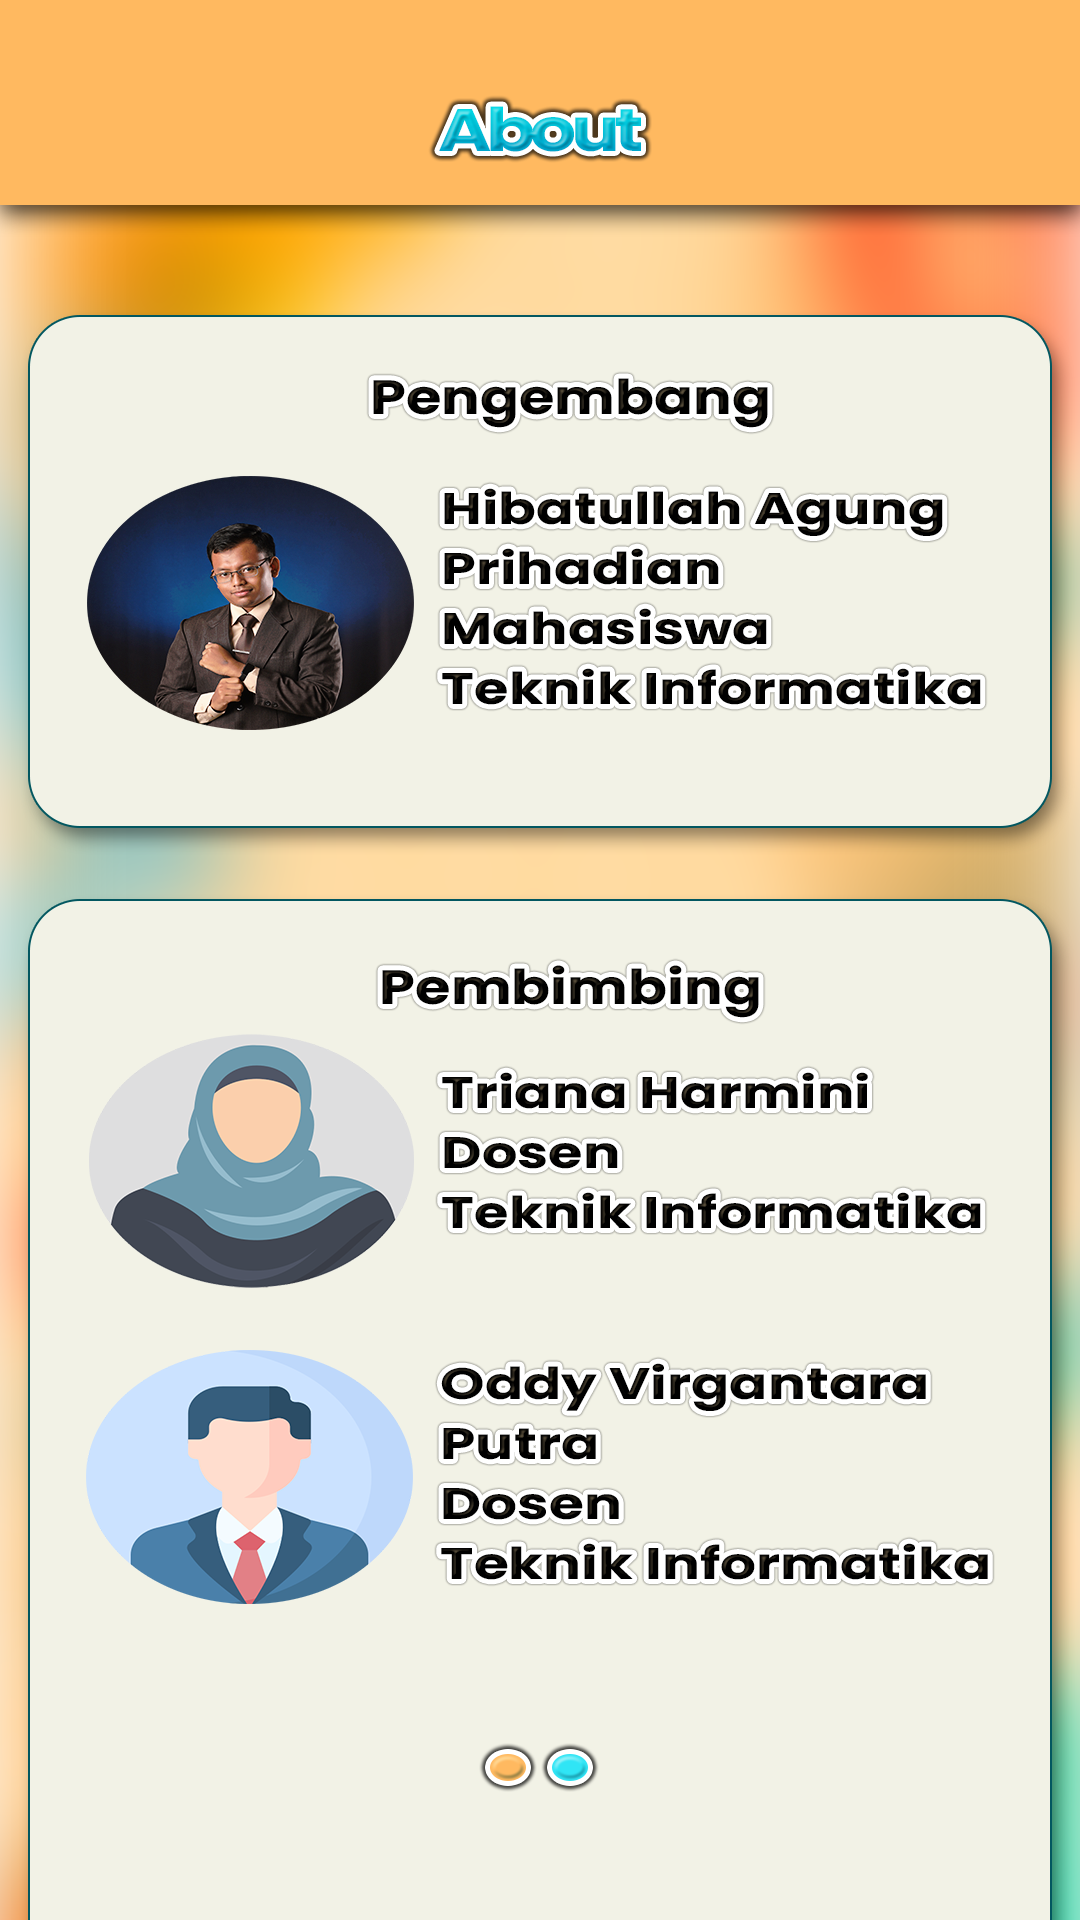 About
Pengembang
Hibatullah Agung
Prihadian
Mahasiswa
Teknik Informatika
Pembimbing
Triana Harmini
Dosen
Teknik Informatika
Oddy Virgantara
Putra
Dosen
Teknik Informatika